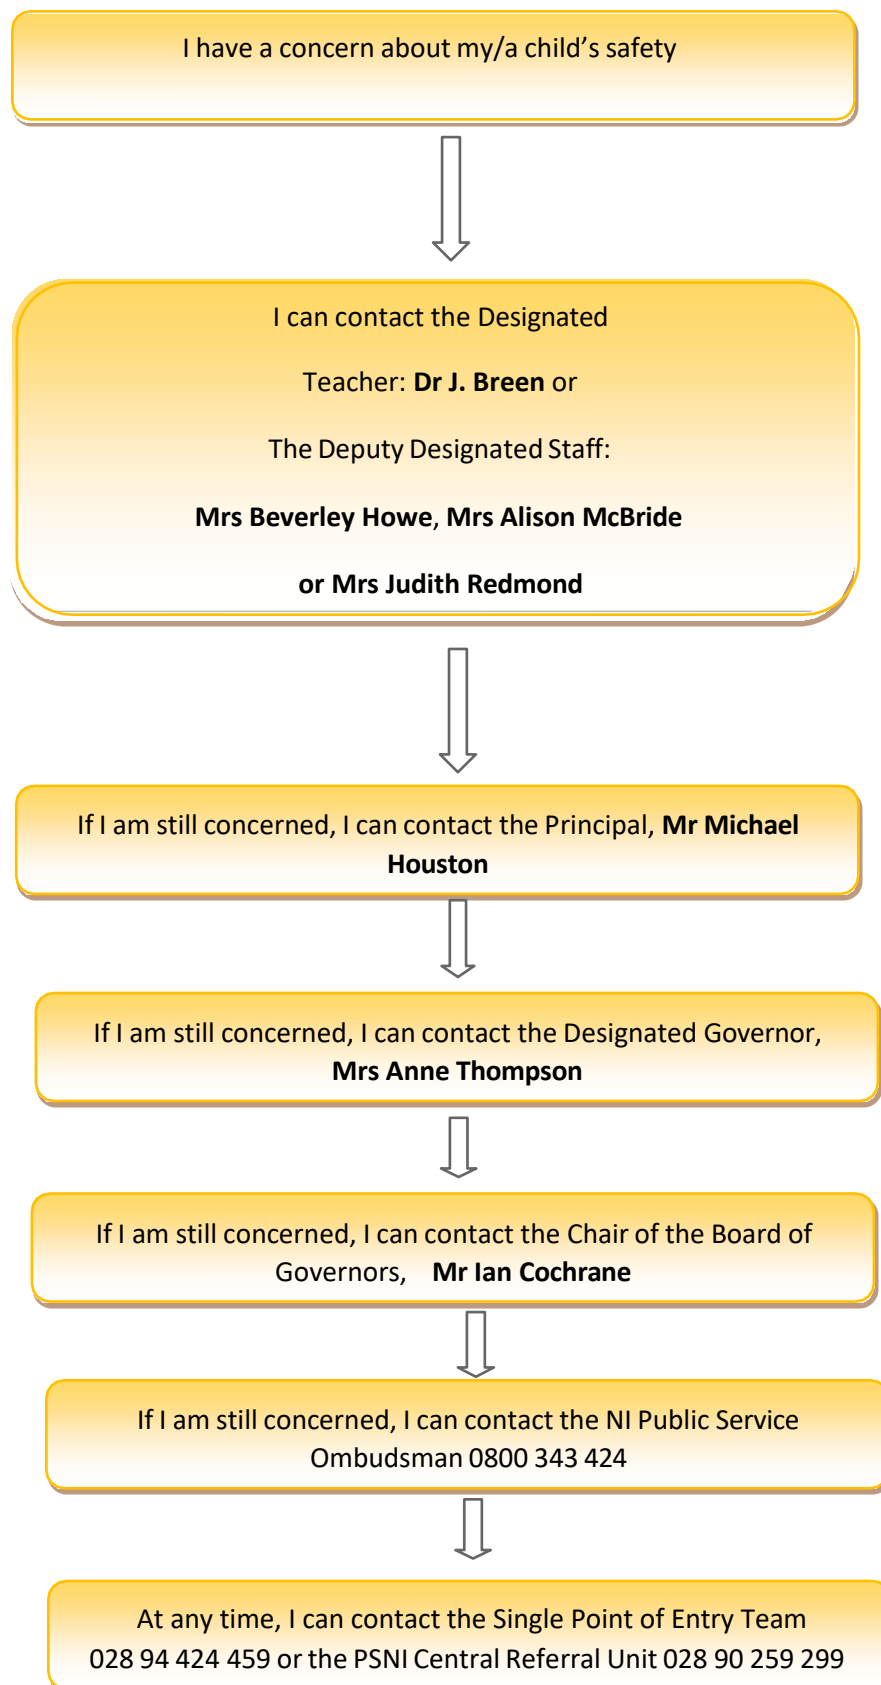 I have a concern about my/a child’s safety
I can contact the Designated
Teacher: Dr J. Breen or
The Deputy Designated Staff:
Mrs Beverley Howe, Mrs Alison McBride
or Mrs Judith Redmond
If I am still concerned, I can contact the Principal, Mr Michael
Houston
If I am still concerned, I can contact the Designated Governor,
Mrs Anne Thompson
If I am still concerned, I can contact the Chair of the Board of
Governors, Mr Ian Cochrane
If I am still concerned, I can contact the NI Public Service
Ombudsman 0800 343 424
At any time, I can contact the Single Point of Entry Team
028 94 424 459 or the PSNI Central Referral Unit 028 90 259 299